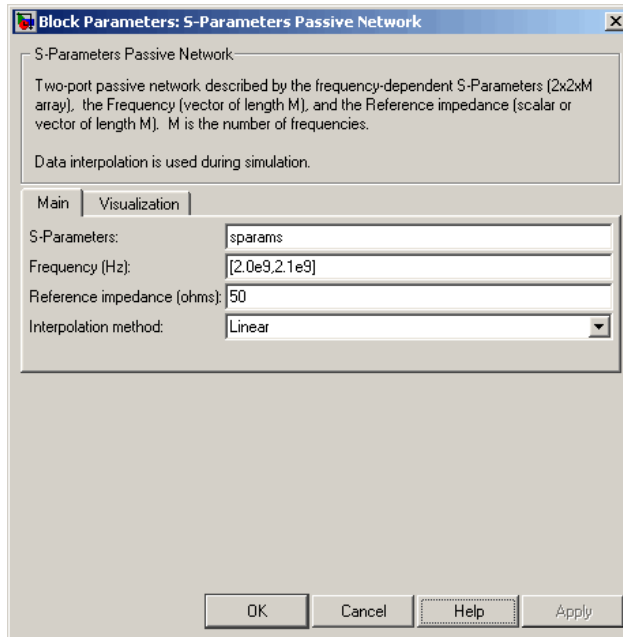 Block Parameters: S-Parameters Passive Network
S-Parameters Passive Network
Two-port passive network described by the frequency-dependent S-Parameters (2x2xM
array),  the Frequency (vector of length M), and the Reference impedance (scalar or
vector of length M).  M is the number of frequencies.
Data interpolation is used during simulation.
Main Visualization
S-Parameters: sparams
Frequency (Hz): [2.0e9,2.1e9]
Reference impedance (ohms): 50
Interpolation method: Linear
OK Cancel Help Apply